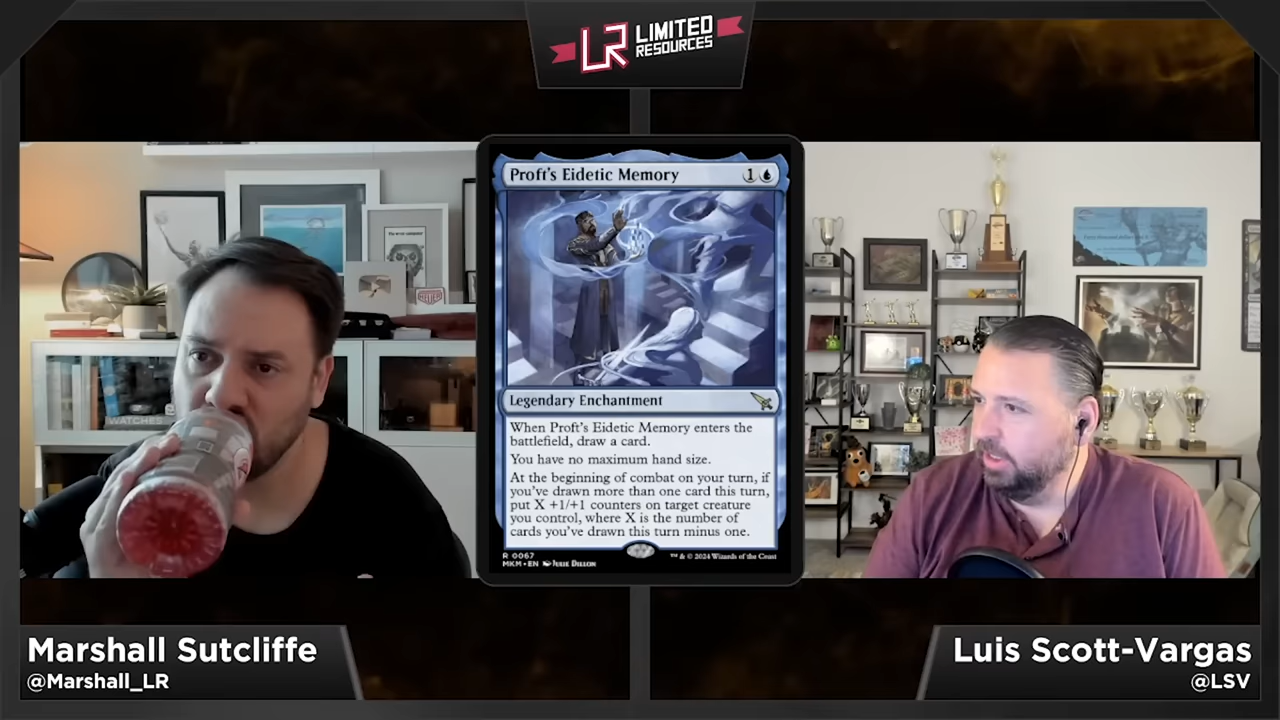 LR LIMITED
RESOURCES
Proft's Eidetic Memory 1
Legendary Enchantment
When Proft's Eidetic Memory enters the
battlefield, draw a card.
You have no maximum hand size.
At the beginning of combat on your turn, if
you've drawn more than one card this turn,
put X +1/+1 counters on target creature
you control, where X is the number of
cards you've drawn this turn minus one.
R 0067
MKM • EN Julie Dillon
™ & © 2024 Wizards of the Coast
WATCHES
HEUER
Marshall Sutcliffe
@Marshall_LR
Luis Scott-Vargas
@LSV